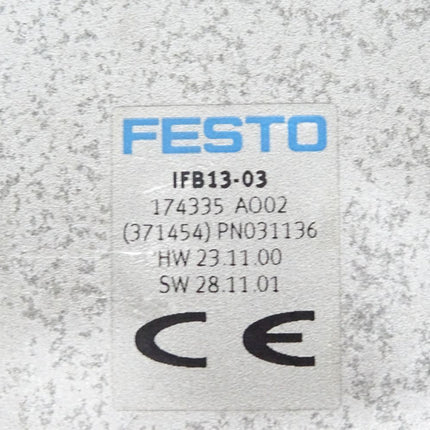 FESTO
IFB13-03
174335 A002
(371454) PN031136
HW 23.11.00
SW 28.11.01
CE